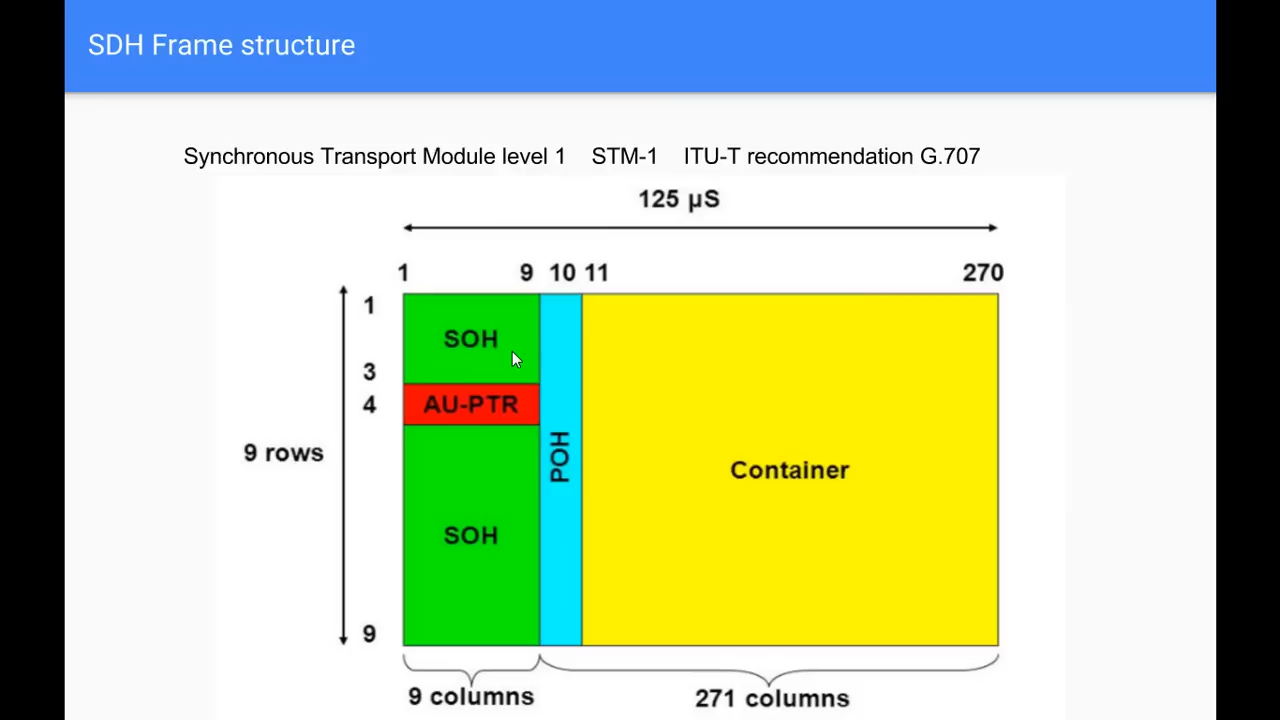 SDH Frame structure
Synchronous Transport Module level 1 STM-1 ITU-T recommendation G.707
125 µS
1 9 10 11 270
1
SOH
3
4 AU-PTR
9 rows
POH
Container
SOH
9
9 columns 271 columns